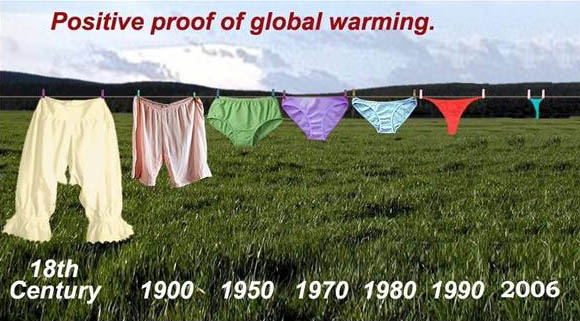 Positive proof of global warming.
18th
Century 1900 1950 1970 1980 1990 2006